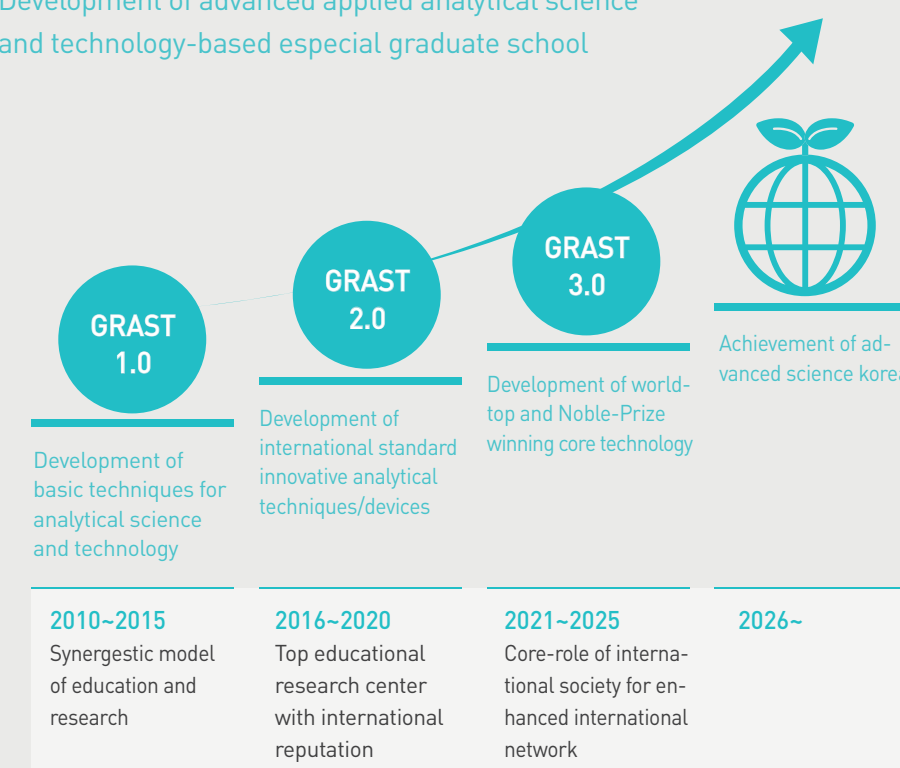 Development of advanced applied analytical science
and technology-based especial graduate school
GRAST
1.0
GRAST
2.0
GRAST
3.0
Development of
basic techniques for
analytical science
and technology
Development of
international standard
innovative analytical
techniques/devices
Development of world-
top and Noble-Prize
winning core technology
Achievement of ad-
vanced science korea
2010~2015
Synergestic model
of education and
research
2016~2020
Top educational
research center
with international
reputation
2021~2025
Core-role of interna-
tional society for en-
hanced international
network
2026~